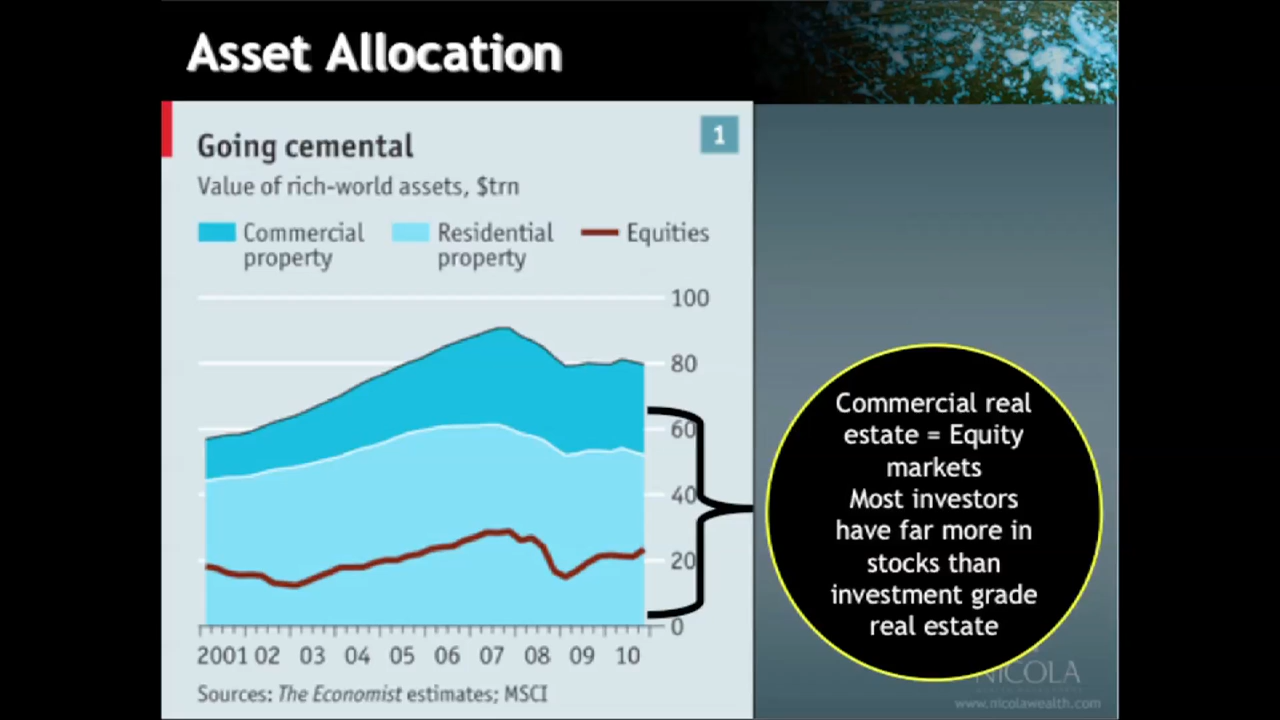 Asset Allocation
Going cemental
1
Value of rich-world assets, $trn
Commercial property
Residential property
Equities
100
80
60
40
20
0
2001 02 03 04 05 06 07 08 09 10
Sources: The Economist estimates; MSCI
Commercial real
estate = Equity
markets
Most investors
have far more in
stocks than
investment grade
real estate
NICOLA
www.nicolawealth.com